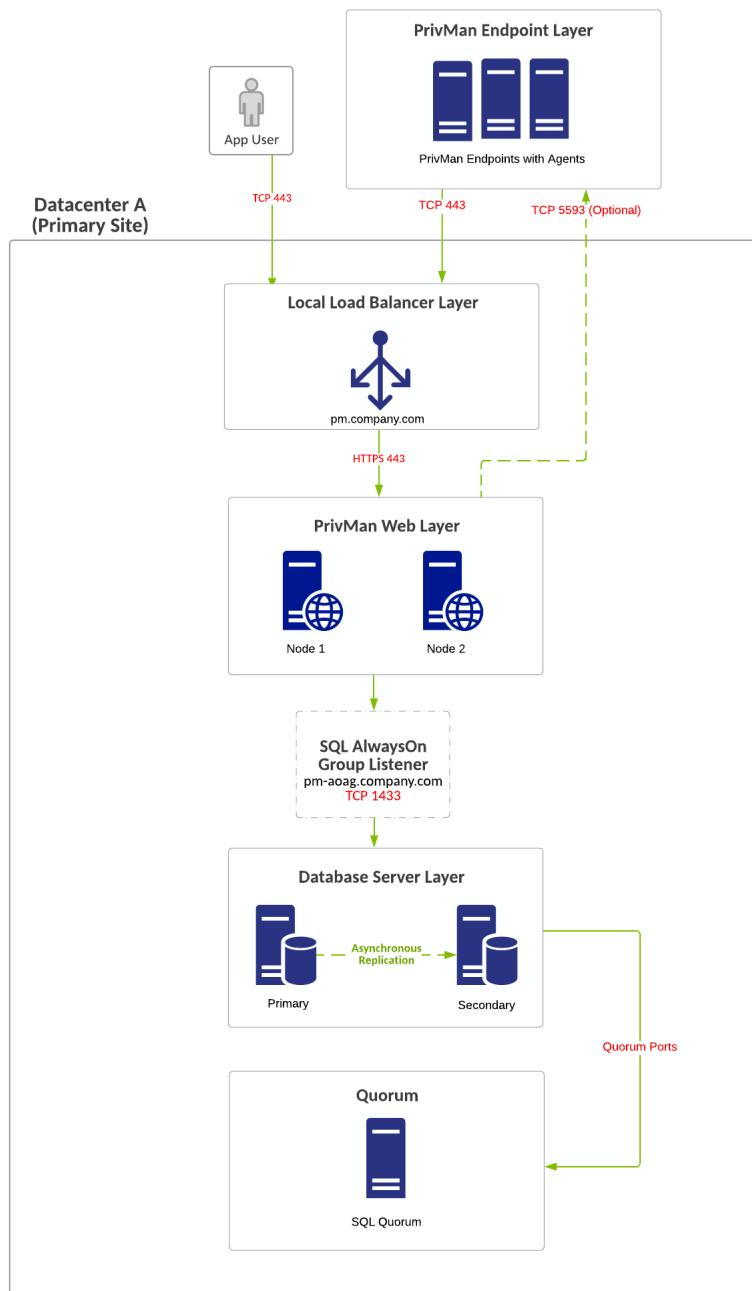 PrivMan Endpoint Layer
PrivMan Endpoints with Agents
App User
TCP 443
TCP 443
TCP 5593 (Optional)
Datacenter A
(Primary Site)
Local Load Balancer Layer
pm.company.com
HTTPS 443
PrivMan Web Layer
Node 1
Node 2
SQL AlwaysOn
Group Listener
pm-aoag.company.com
TCP 1433
Database Server Layer
Asynchronous
Replication
Primary
Secondary
Quorum Ports
Quorum
SQL Quorum